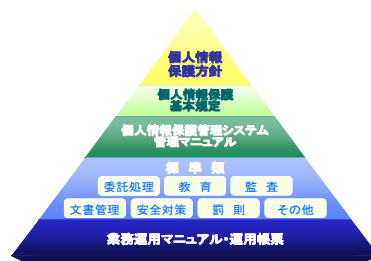 個人情報
保護方針
個人情報保護
基本規定
個人情報保護管理システム
管理マニュアル
標 準 類
委託処理 教 育 監 査
文書管理 安全対策 罰 則 その他
業務運用マニュアル・運用帳票